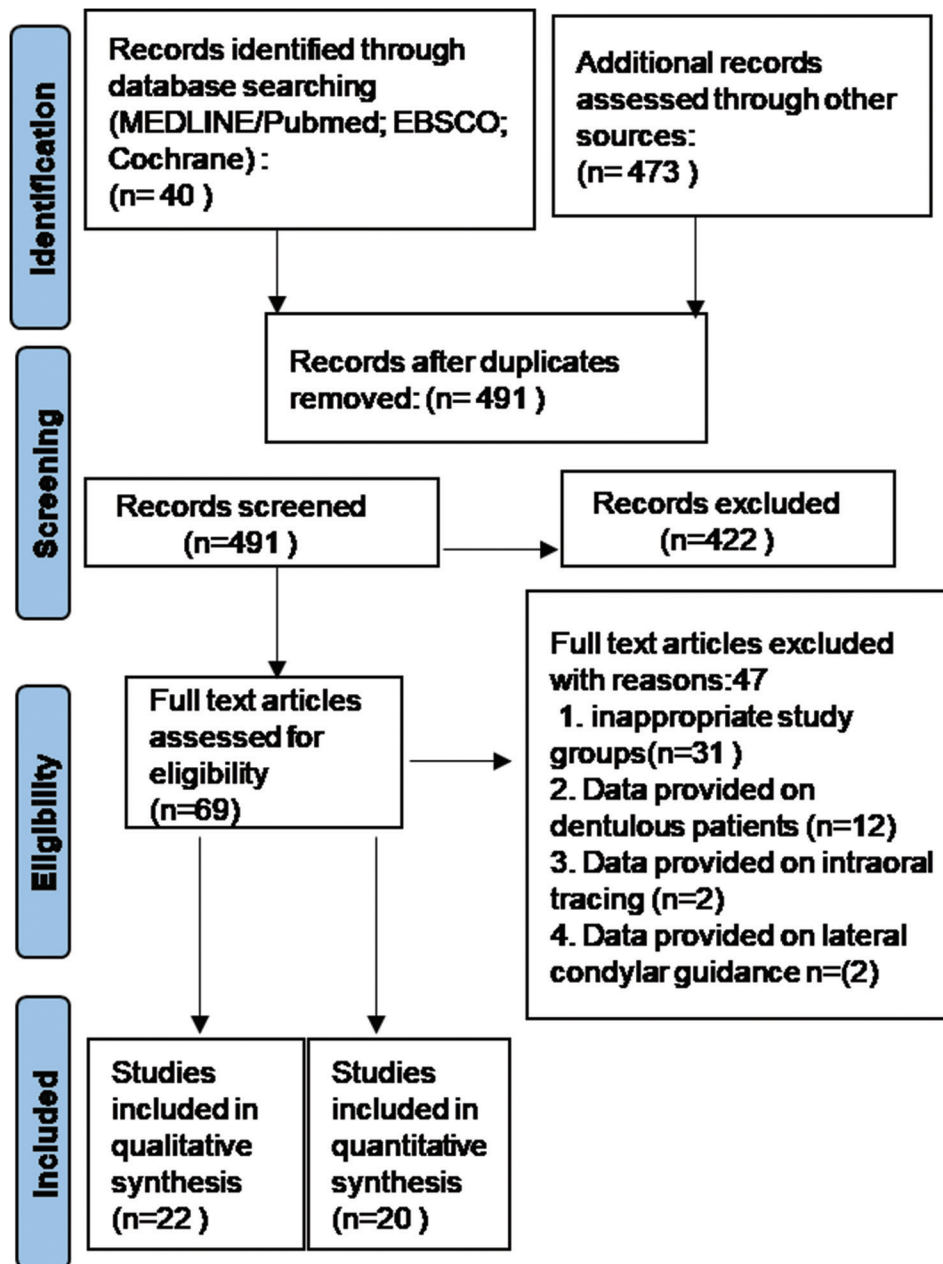 Identification
Records identified through
database searching
(MEDLINE/Pubmed; EBSCO;
Cochrane) :
(n= 40 )
Additional records
assessed through other
sources:
(n= 473 )
Records after duplicates
removed: (n= 491 )
Screening
Records screened
(n=491 )
Records excluded
(n=422 )
Eligibility
Full text articles
assessed for
eligibility
(n=69)
Full text articles excluded
with reasons:47
1. inappropriate study
groups(n=31 )
2. Data provided on
dentulous patients (n=12)
3. Data provided on intraoral
tracing (n=2)
4. Data provided on lateral
condylar guidance n=(2)
Included
Studies
included in
qualitative
synthesis
(n=22 )
Studies
included in
quantitative
synthesis
(n=20 )